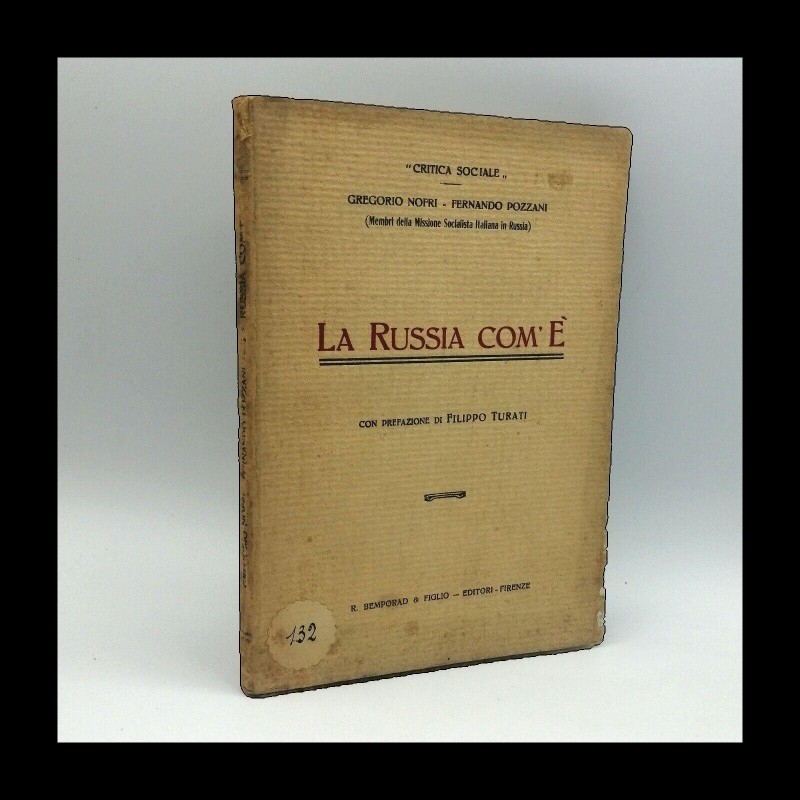 "CRITICA SOCIALE„
GREGORIO NOFRI - FERNANDO POZZANI
(Membri della Missione Socialista Italiana in Russia)
LA RUSSIA COM' È
CON PREFAZIONE DI FILIPPO TURATI
R. BEMPORAD & FIGLIO — EDITORI - FIRENZE
132